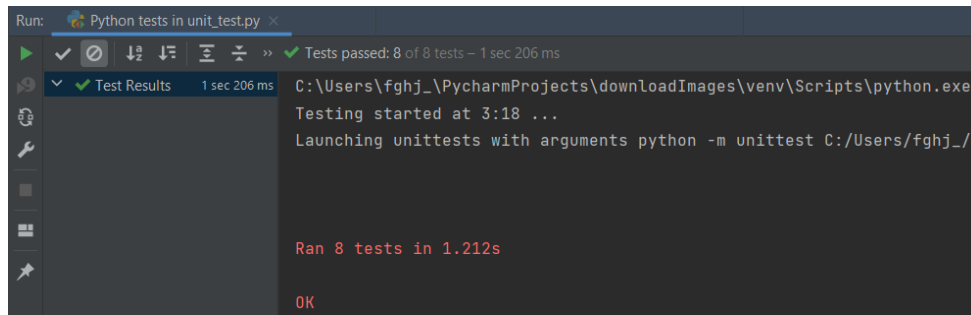 Run: Python tests in unit_test.py ×
» Tests passed: 8 of 8 tests – 1 sec 206 ms
Test Results 1 sec 206 ms
C:\Users\fghj_\PycharmProjects\downloadImages\venv\Scripts\python.exe
Testing started at 3:18 ...
Launching unittests with arguments python -m unittest C:/Users/fghj_/
Ran 8 tests in 1.212s
OK